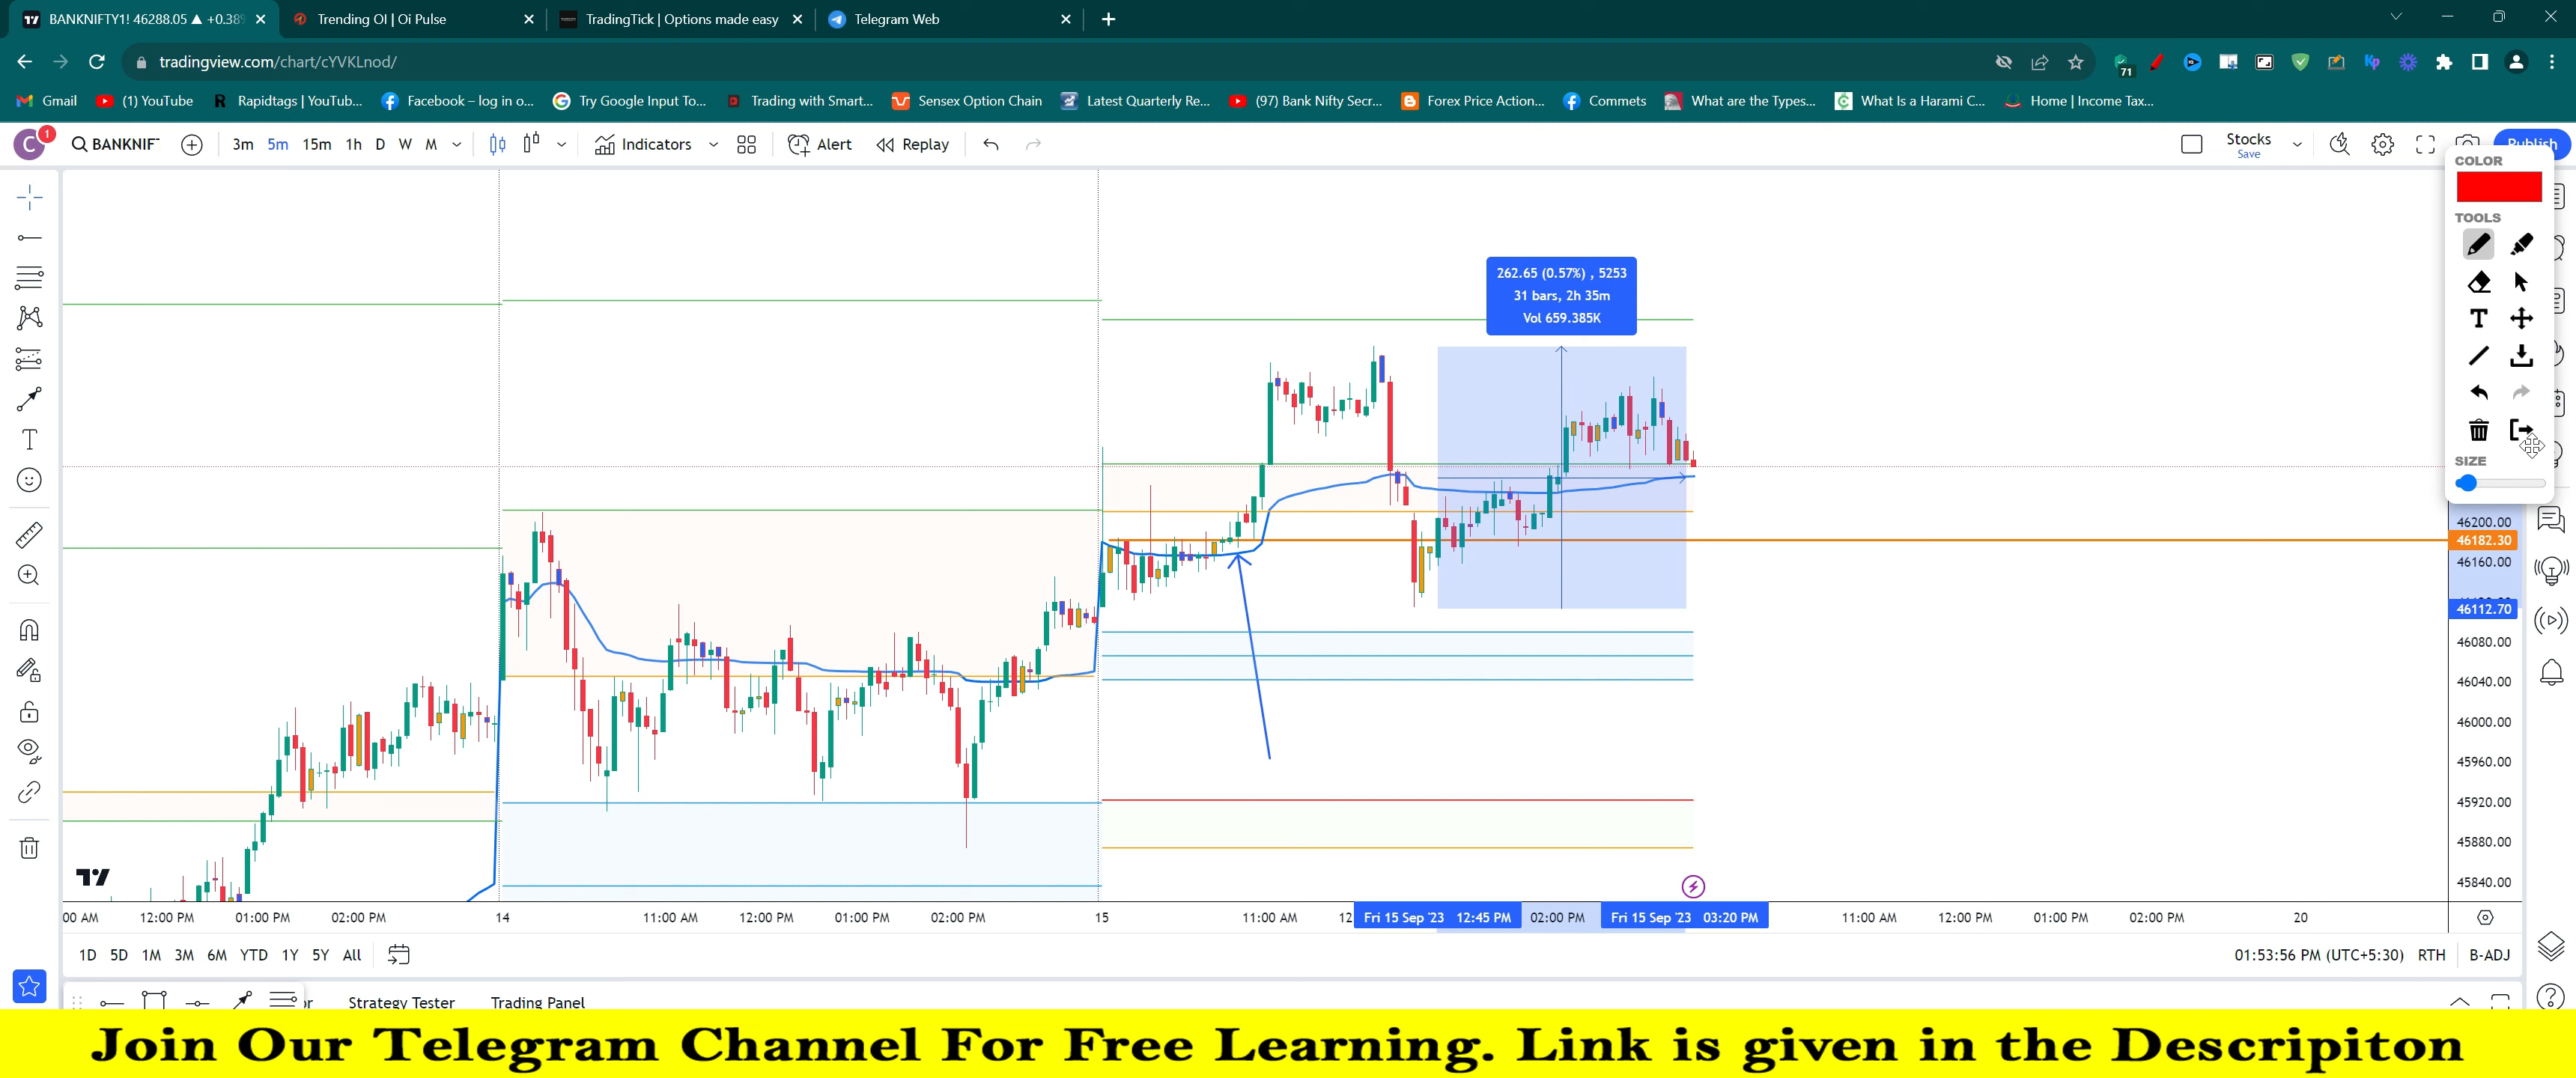 BANKNIFTY1! 46288.05 ▲ +0.38%
Trending OI | Oi Pulse
TradingTick | Options made easy
Telegram Web
tradingview.com/chart/cYVKLnod/
71
Gmail
(1) YouTube
Rapidtags | YouTub...
Facebook – log in o...
Try Google Input To...
Trading with Smart...
Sensex Option Chain
Latest Quarterly Re...
(97) Bank Nifty Secr...
Forex Price Action...
Commets
What are the Types...
What Is a Harami C...
Home | Income Tax...
C 1
BANKNIF
3m 5m 15m 1h D W M
Indicators
Alert
Replay
Stocks
Save
Publish
COLOR
TOOLS
SIZE
262.65 (0.57%) , 5253
31 bars, 2h 35m
Vol 659.385K
46200.00
46182.30
46160.00
46112.70
46080.00
46040.00
46000.00
45960.00
45920.00
45880.00
45840.00
00 AM 12:00 PM 01:00 PM 02:00 PM 14 11:00 AM 12:00 PM 01:00 PM 02:00 PM 15 11:00 AM 12 Fri 15 Sep '23 12:45 PM 02:00 PM Fri 15 Sep '23 03:20 PM 11:00 AM 12:00 PM 01:00 PM 02:00 PM 20
1D 5D 1M 3M 6M YTD 1Y 5Y All
01:53:56 PM (UTC+5:30) RTH B-ADJ
or Strategy Tester Trading Panel
Join Our Telegram Channel For Free Learning. Link is given in the Descripiton